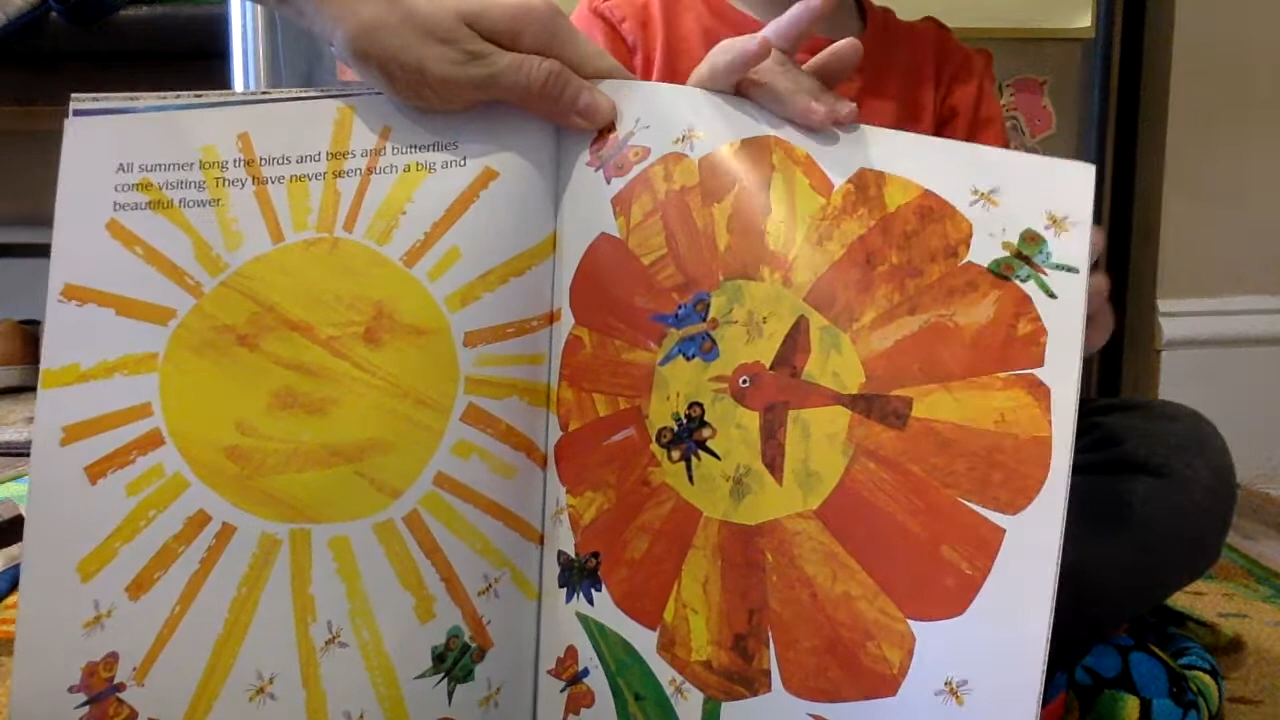 All summer long the birds and bees and butterflies
come visiting. They have never seen such a big and
beautiful flower.